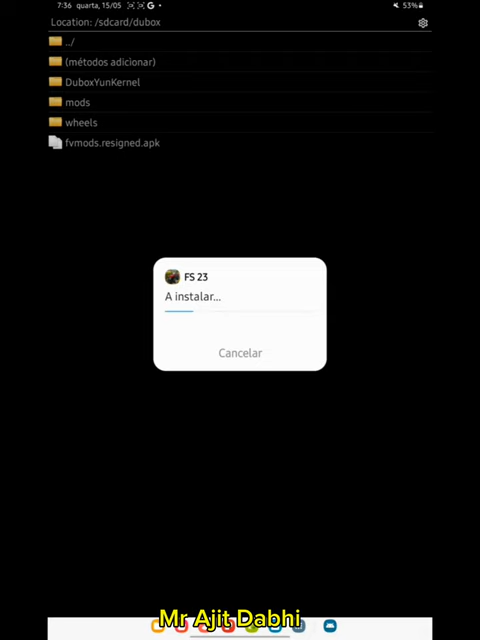 7:36 quarta, 15/05 G •
53%
Location: /sdcard/dubox
../
(métodos adicionar)
DuboxYunKernel
mods
wheels
fvmods.resigned.apk
FS 23
A instalar...
Cancelar
Mr Ajit Dabhi